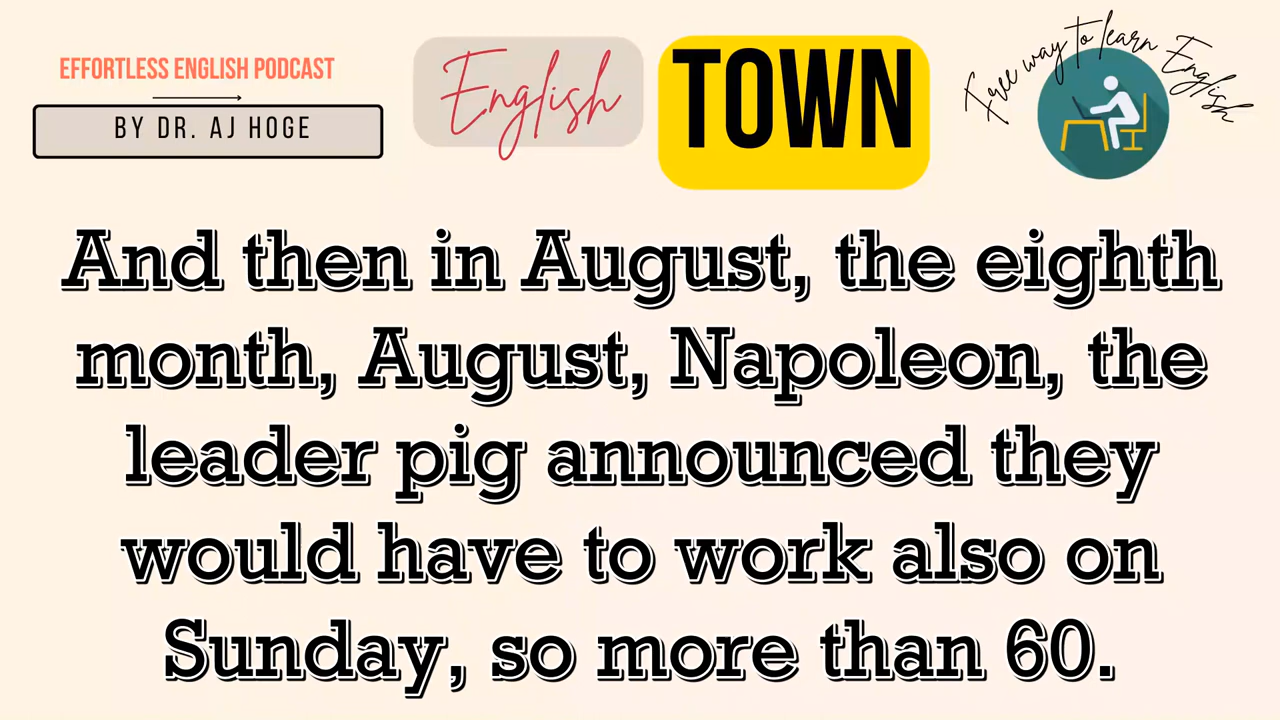 EFFORTLESS ENGLISH PODCAST
BY DR. AJ HOGE
English
TOWN
Free way to learn English
And then in August, the eighth
month, August, Napoleon, the
leader pig announced they
would have to work also on
Sunday, so more than 60.